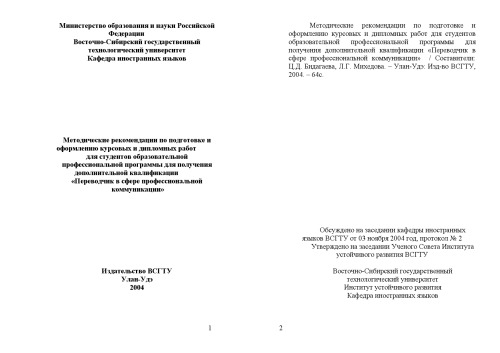 Министерство образования и науки Российской
Федерации
Восточно-Сибирский государственный
технологический университет
Кафедра иностранных языков
Методические рекомендации по подготовке и
оформлению курсовых и дипломных работ
для студентов образовательной
профессиональной программы для получения
дополнительной квалификации
«Переводчик в сфере профессиональной
коммуникации»
Издательство ВСГТУ
Улан-Удэ
2004
1
Методические рекомендации по подготовке и
оформлению курсовых и дипломных работ для студентов
образовательной профессиональной программы для
получения дополнительной квалификации «Переводчик в
сфере профессиональной коммуникации» / Составители:
Ц.Д. Бидагаева, Л.Г. Михедова. – Улан-Удэ: Изд-во ВСГТУ,
2004. – 64с.
Обсуждено на заседании кафедры иностранных
языков ВСГТУ от 03 ноября 2004 год, протокол № 2
Утверждено на заседании Ученого Совета Института
устойчивого развития ВСГТУ
Восточно-Сибирский государственный
технологический университет
Институт устойчивого развития
Кафедра иностранных языков
2